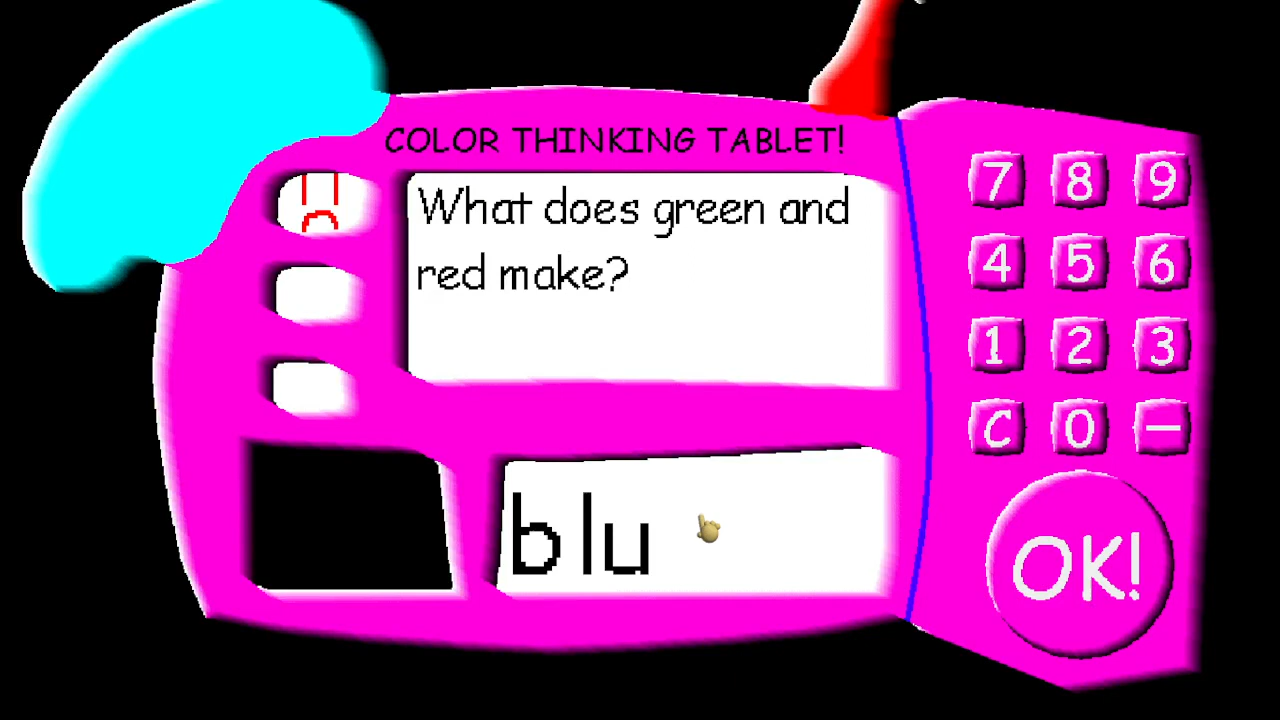 COLOR THINKING TABLET!
What does green and
red make?
blu
7 8 9
4 5 6
1 2 3
C 0 —
OK!